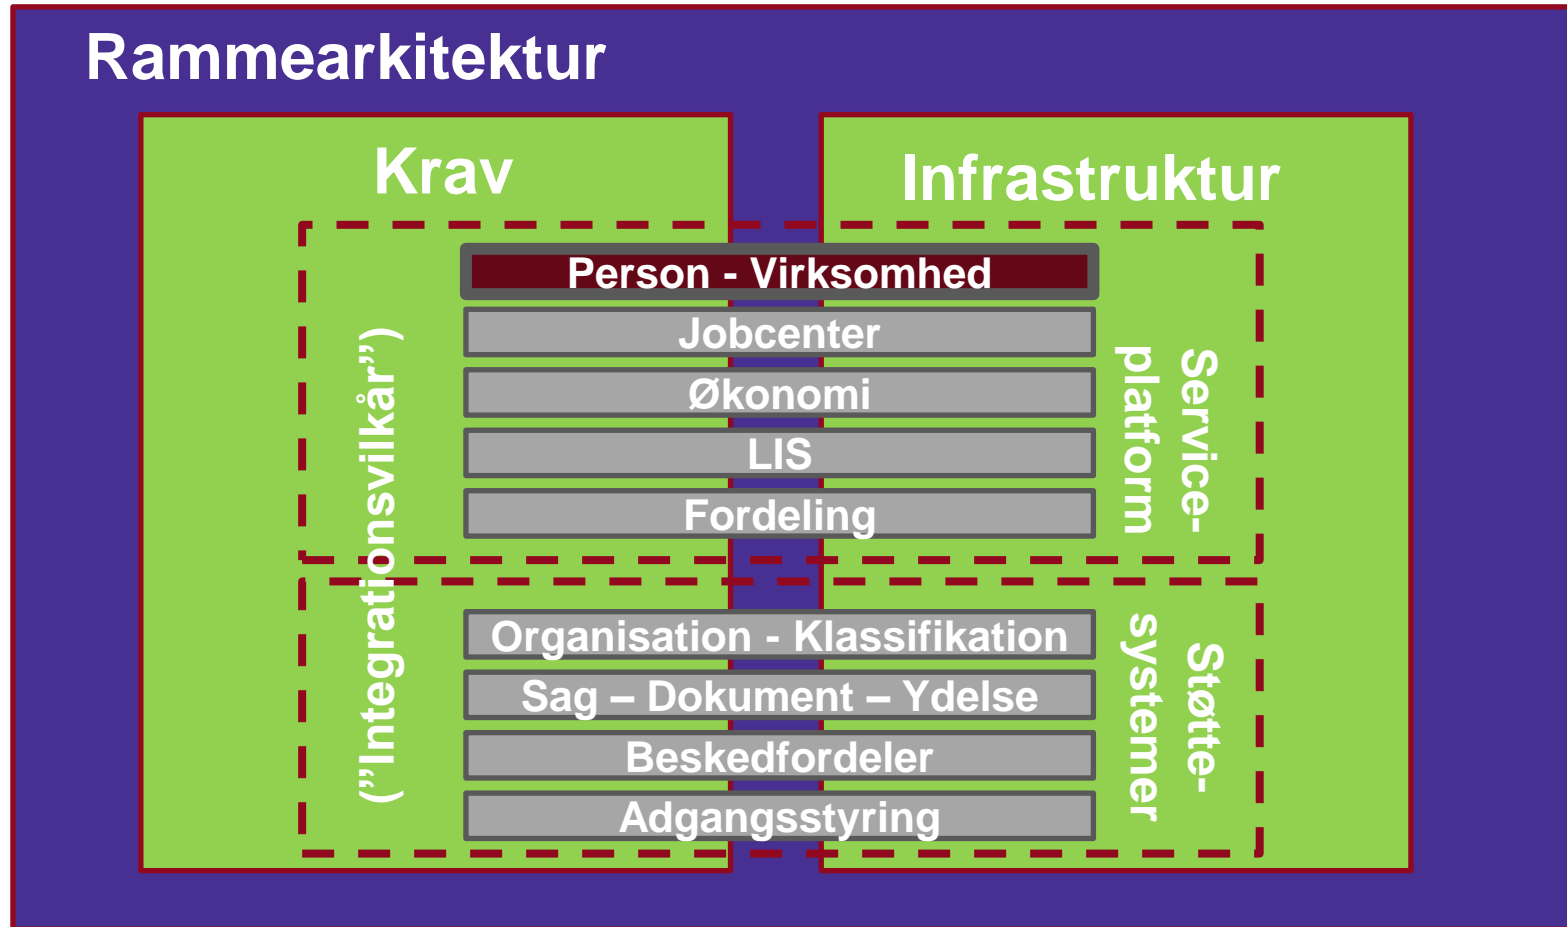 Rammearkitektur
Krav
Infrastruktur
Person - Virksomhed
Jobcenter
Økonomi
LIS
Fordeling
Organisation - Klassifikation
Sag – Dokument – Ydelse
Beskedfordeler
Adgangsstyring
(”Integrationsvilkår”)
Service-
platform
Støtte-
systemer